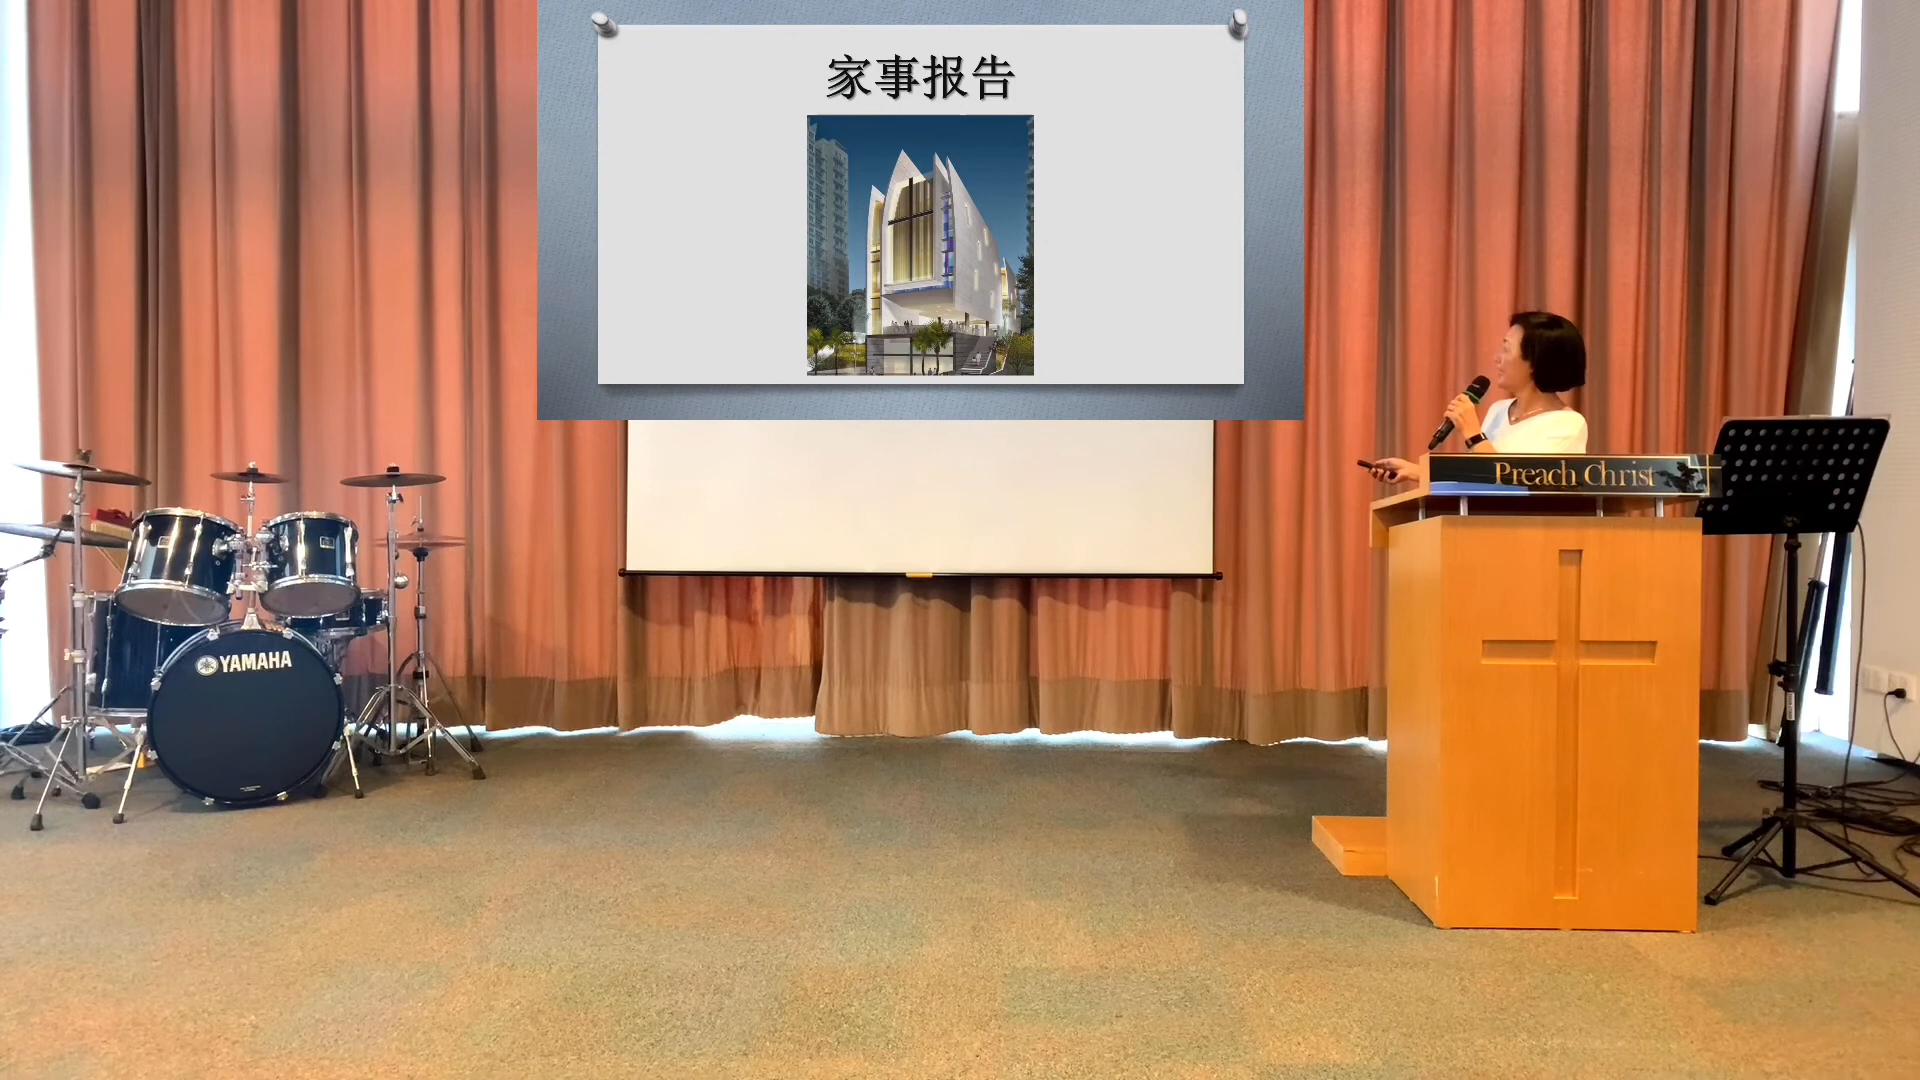 家事报告
Preach Christ
YAMAHA